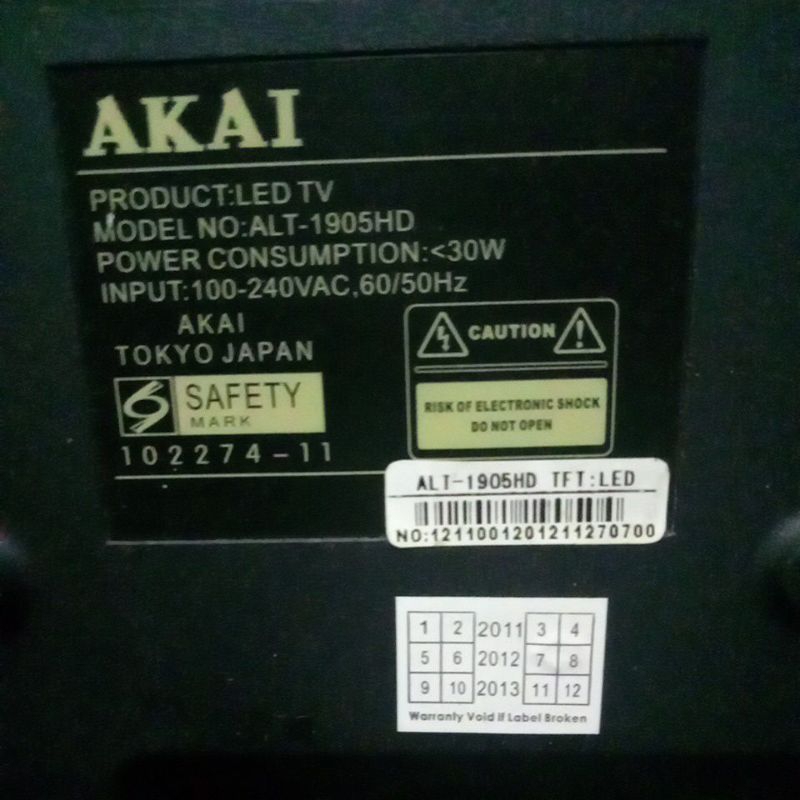 AKAI
PRODUCT:LED TV
MODEL NO:ALT-1905HD
POWER CONSUMPTION:<30W
INPUT:100-240VAC,60/50Hz
AKAI
TOKYO JAPAN
SAFETY
MARK
102274-11
CAUTION
RISK OF ELECTRONIC SHOCK
DO NOT OPEN
ALT-1905HD TFT:LED
NO:1211001201211270700
1 2 2011 3 4
5 6 2012 7 8
9 10 2013 11 12
Warranty Void If Label Broken